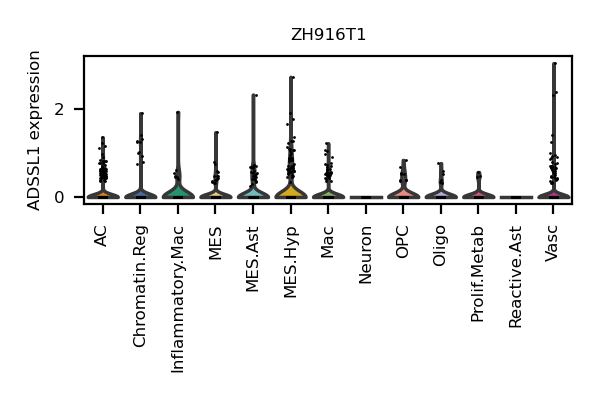 ZH916T1
ADSSL1 expression
2
0
AC
Chromatin.Reg
Inflammatory.Mac
MES
MES.Ast
MES.Hyp
Mac
Neuron
OPC
Oligo
Prolif.Metab
Reactive.Ast
Vasc